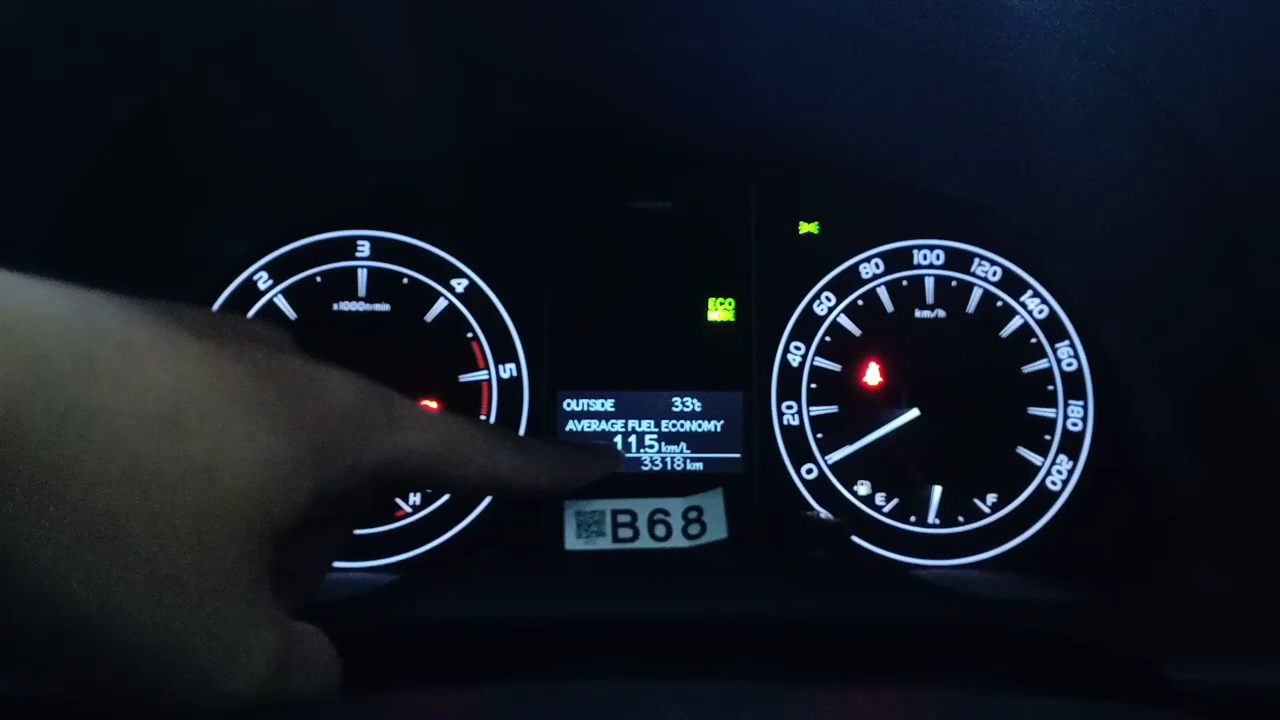 2
3
4
5
x1000r/min
H
ECO
MODE
OUTSIDE 33℃
AVERAGE FUEL ECONOMY
11.5 km/L
3318 km
B68
0
20
40
60
80
100
120
140
160
180
200
km/h
E
F